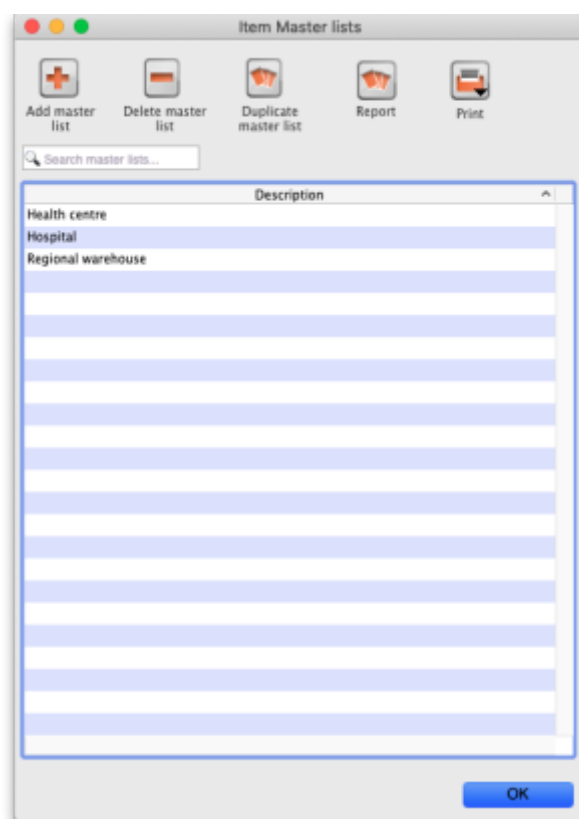 Item Master lists
Add master list
Delete master list
Duplicate master list
Report
Print
Search master lists...
Description
Health centre
Hospital
Regional warehouse
OK